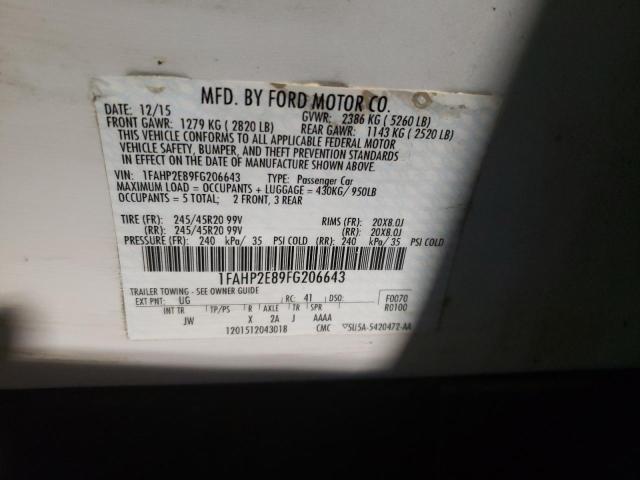 MFD. BY FORD MOTOR CO.
DATE: 12/15 GVWR: 2386 KG ( 5260 LB)
FRONT GAWR: 1279 KG ( 2820 LB) REAR GAWR: 1143 KG ( 2520 LB)
THIS VEHICLE CONFORMS TO ALL APPLICABLE FEDERAL MOTOR
VEHICLE SAFETY, BUMPER, AND THEFT PREVENTION STANDARDS
IN EFFECT ON THE DATE OF MANUFACTURE SHOWN ABOVE.
VIN: 1FAHP2E89FG206643 TYPE: Passenger Car
MAXIMUM LOAD = OCCUPANTS + LUGGAGE = 430KG/ 950LB
OCCUPANTS = 5 TOTAL; 2 FRONT, 3 REAR
TIRE (FR): 245/45R20 99V RIMS (FR): 20X8.0J
(RR): 245/45R20 99V (RR): 20X8.0J
PRESSURE (FR): 240 kPa/ 35 PSI COLD (RR): 240 kPa/ 35 PSI COLD
1FAHP2E89FG206643
TRAILER TOWING - SEE OWNER GUIDE
EXT PNT: UG RC: 41 DSO: F0070
INT TR TP/PS R AXLE TR SPR R0100
JW X 2A J AAAA
1201512043018 CMC